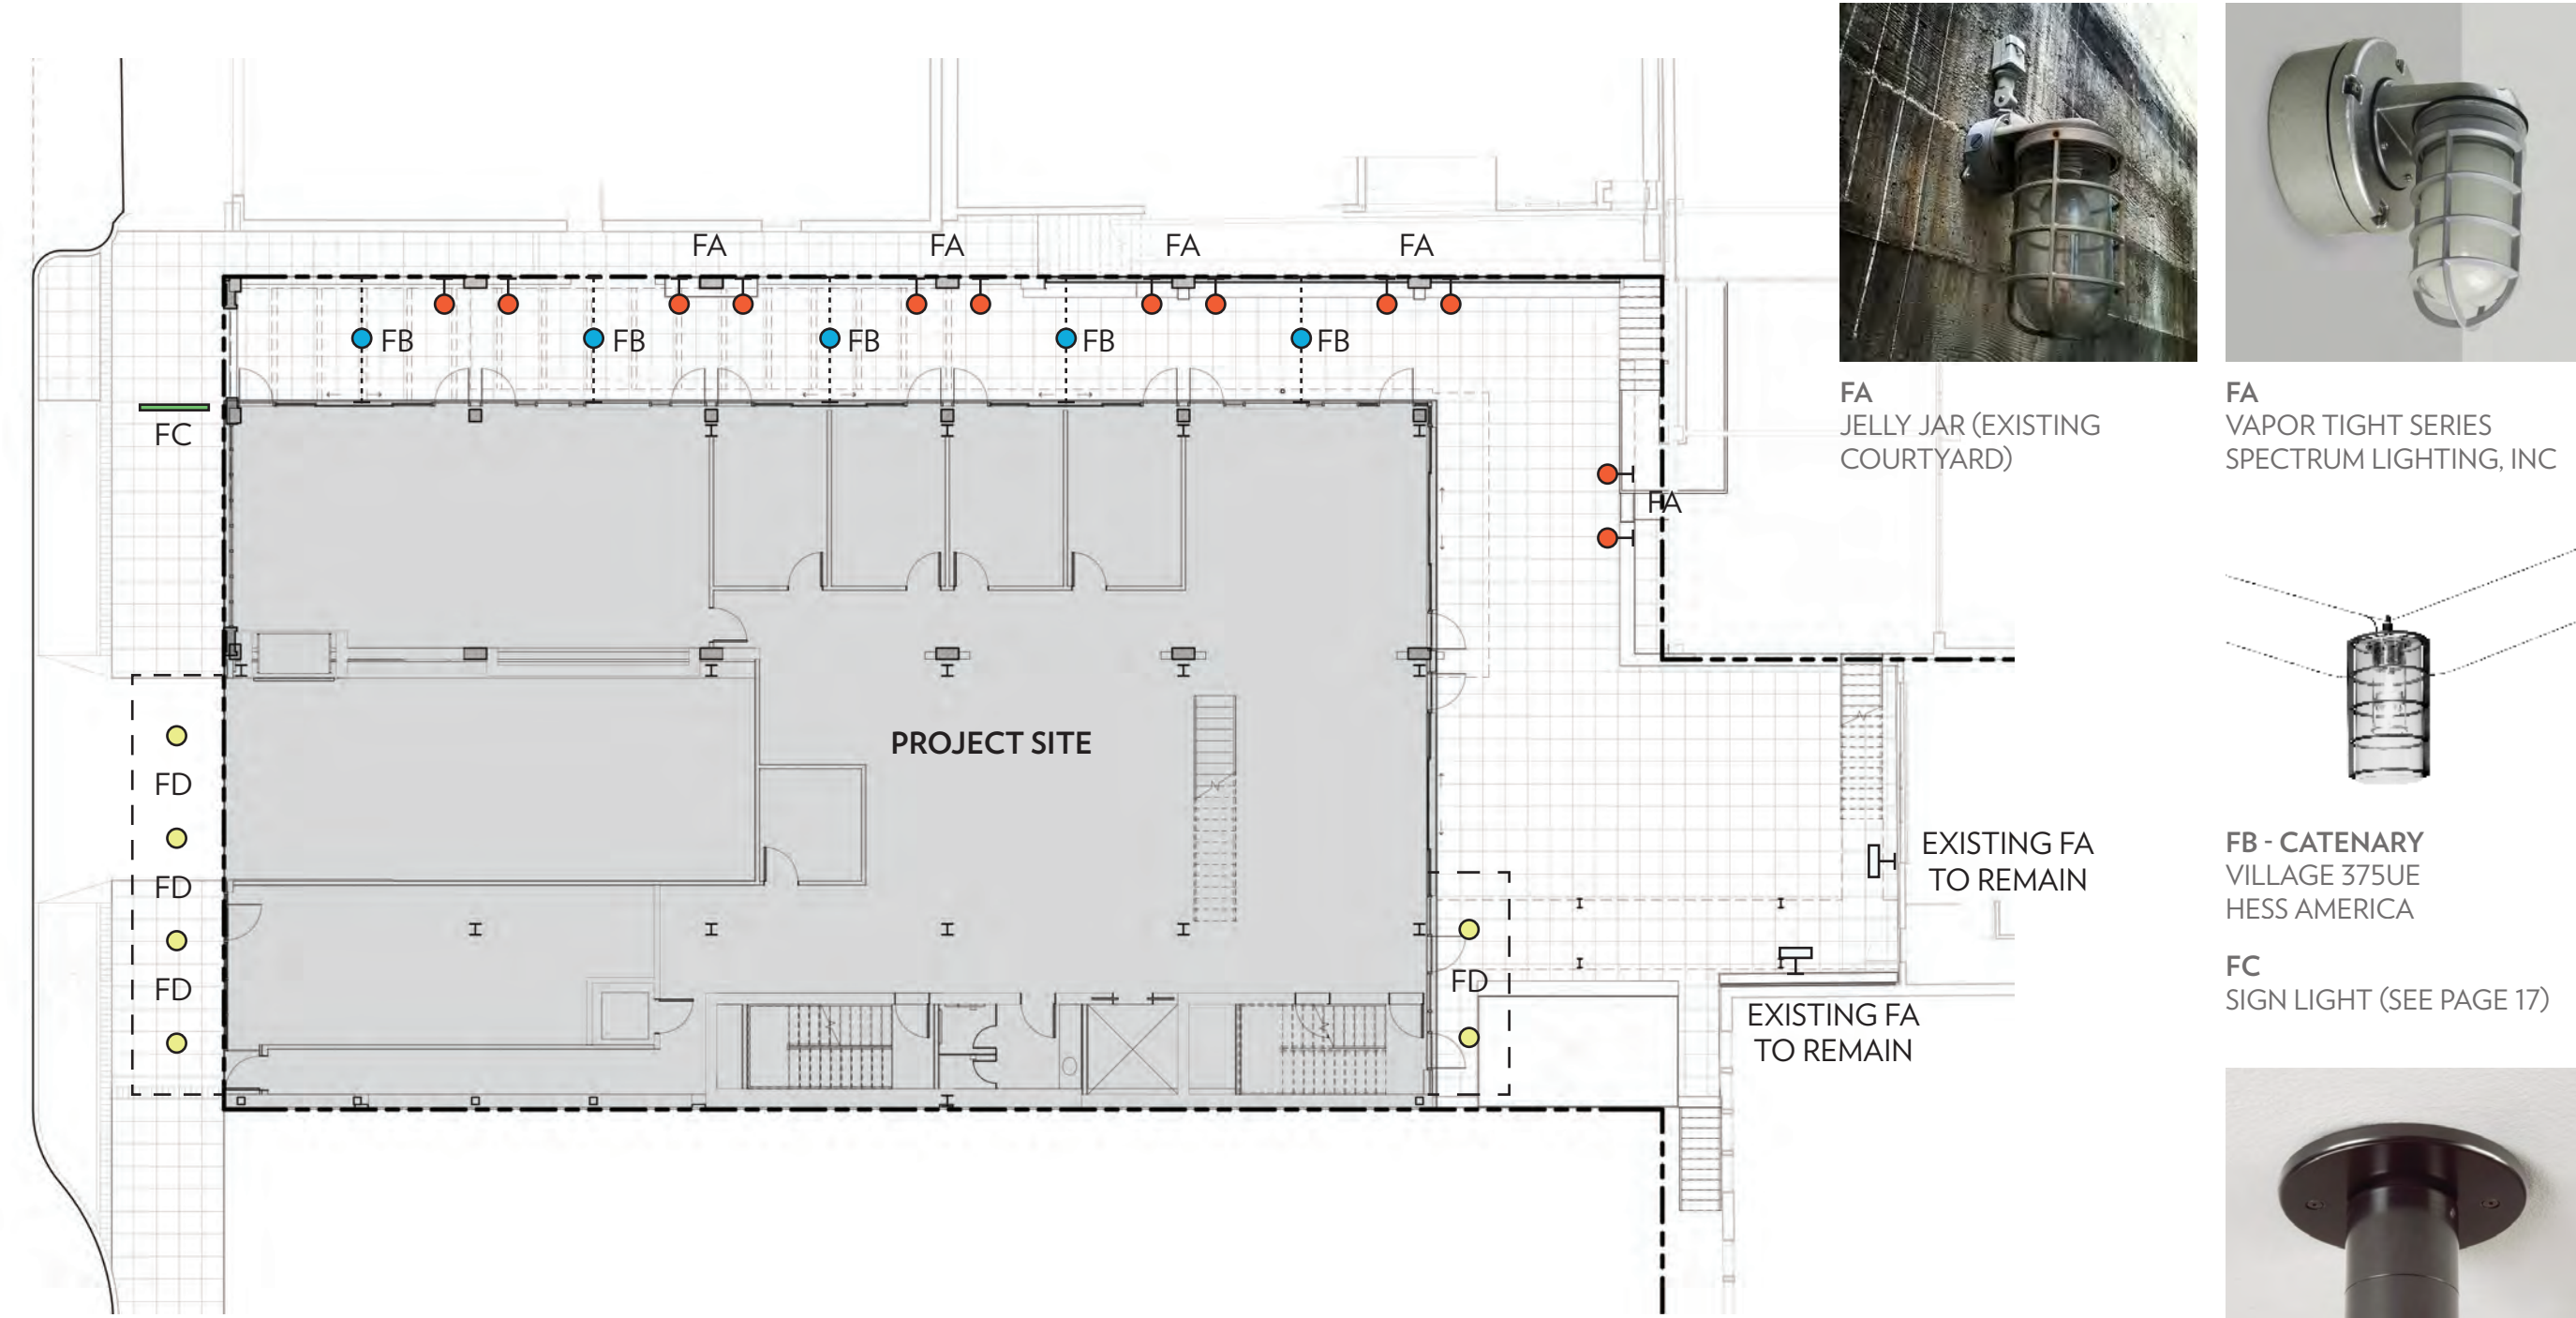 FA
FA
FA
FA
FB
FB
FB
FB
FB
FC
FA
PROJECT SITE
FD
FD
FD
FD
EXISTING FA
TO REMAIN
EXISTING FA
TO REMAIN
FA
JELLY JAR (EXISTING
COURTYARD)
FA
VAPOR TIGHT SERIES
SPECTRUM LIGHTING, INC
FB - CATENARY
VILLAGE 375UE
HESS AMERICA
FC
SIGN LIGHT (SEE PAGE 17)